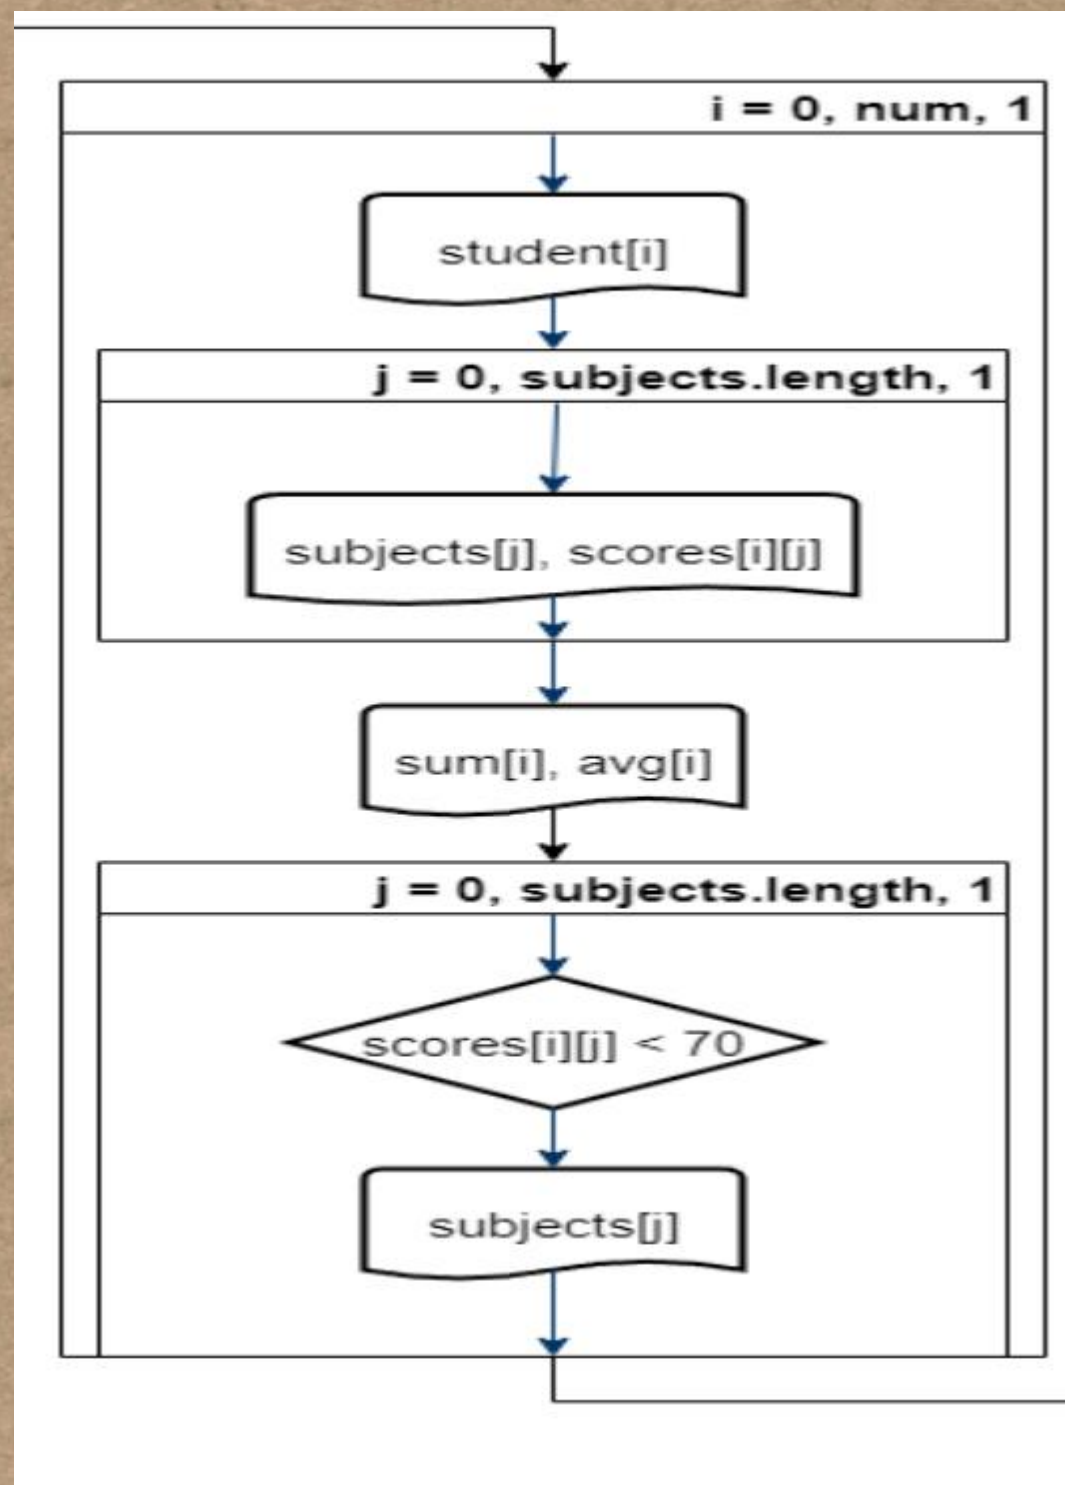 i = 0, num, 1
student[i]
j = 0, subjects.length, 1
subjects[j], scores[i][j]
sum[i], avg[i]
j = 0, subjects.length, 1
scores[i][j] < 70
subjects[j]